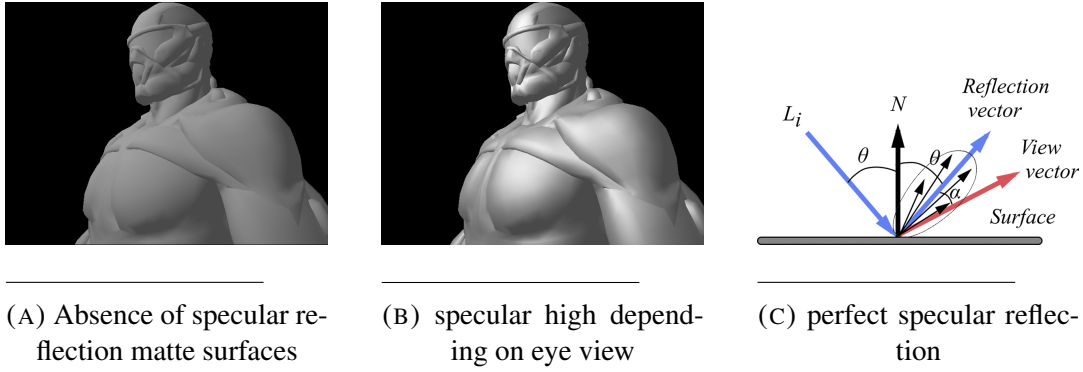 L_i
N
Reflection
vector
θ
θ
View
vector
α
Surface
(A) Absence of specular re-
flection matte surfaces
(B) specular high depend-
ing on eye view
(C) perfect specular reflec-
tion